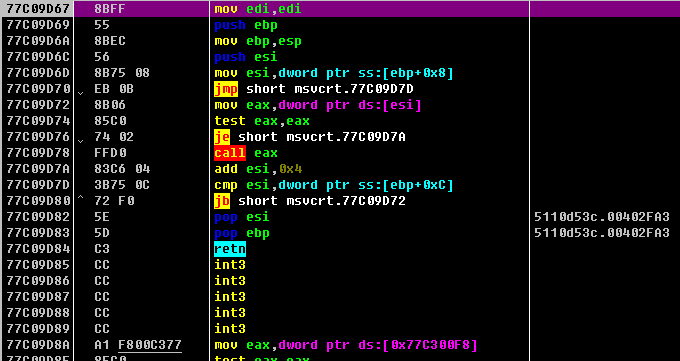 77C09D67 8BFF mov edi,edi
77C09D69 55 push ebp
77C09D6A 8BEC mov ebp,esp
77C09D6C 56 push esi
77C09D6D 8B75 08 mov esi,dword ptr ss:[ebp+0x8]
77C09D70 EB 0B jmp short msvcrt.77C09D7D
77C09D72 8B06 mov eax,dword ptr ds:[esi]
77C09D74 85C0 test eax,eax
77C09D76 74 02 je short msvcrt.77C09D7A
77C09D78 FFD0 call eax
77C09D7A 83C6 04 add esi,0x4
77C09D7D 3B75 0C cmp esi,dword ptr ss:[ebp+0xC]
77C09D80 72 F0 jb short msvcrt.77C09D72
77C09D82 5E pop esi 5110d53c.00402FA3
77C09D83 5D pop ebp 5110d53c.00402FA3
77C09D84 C3 retn
77C09D85 CC int3
77C09D86 CC int3
77C09D87 CC int3
77C09D88 CC int3
77C09D89 CC int3
77C09D8A A1 F800C377 mov eax,dword ptr ds:[0x77C300F8]
77C09D8F 85C0 test eax,eax